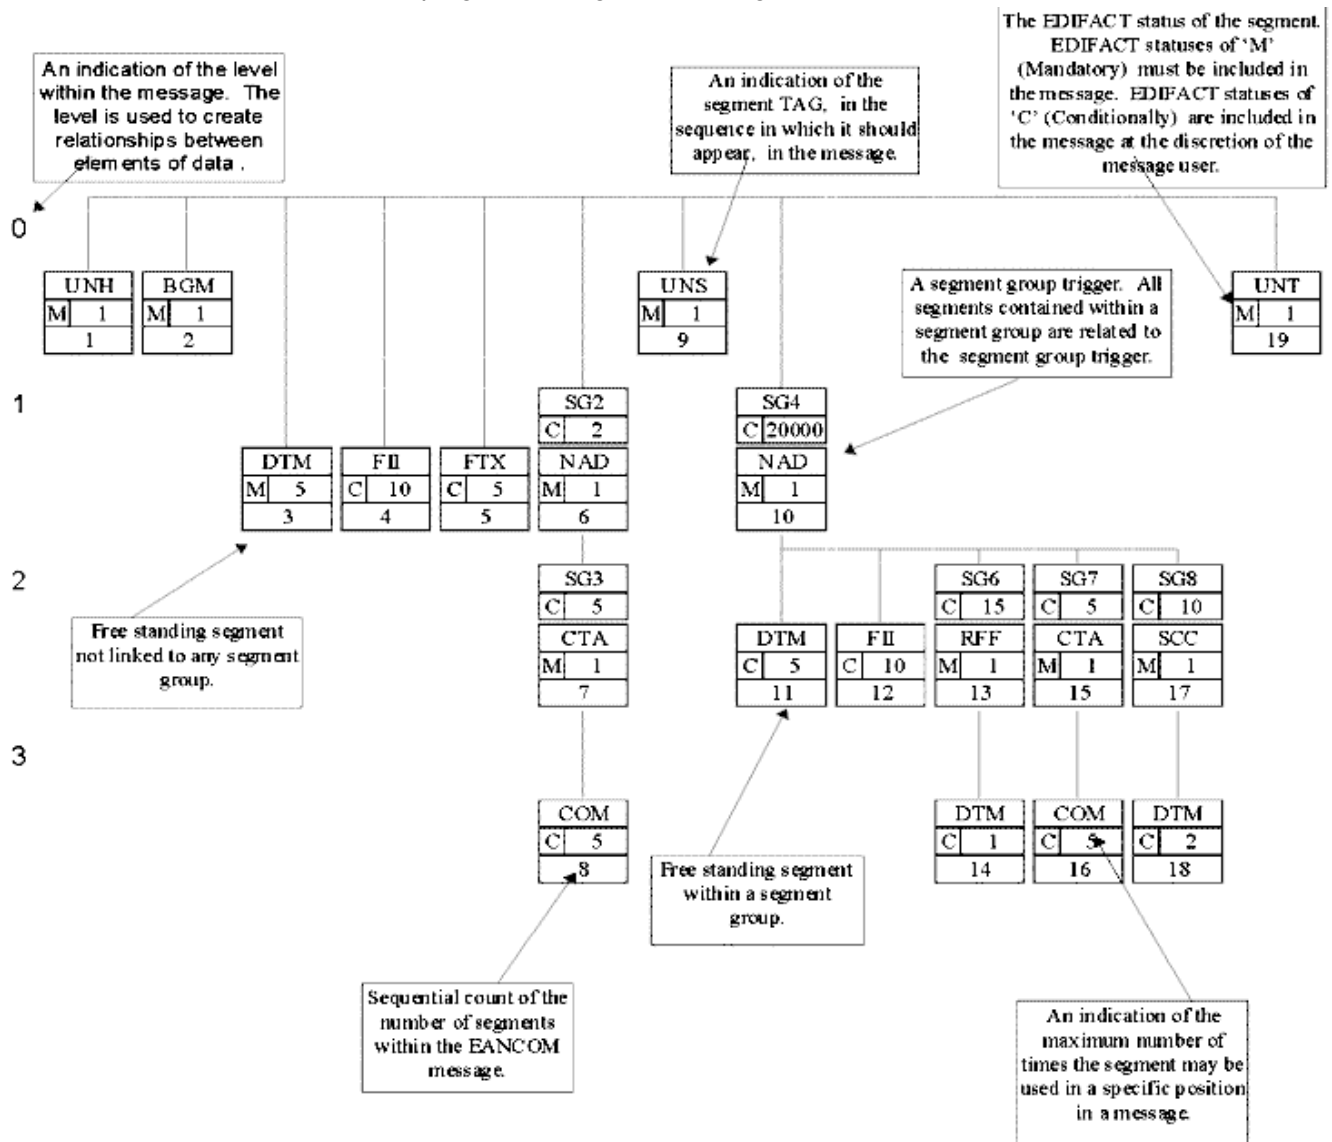 The EDIFACT status of the segment.
EDIFACT statuses of ‘M’
(Mandatory) must be included in
the message. EDIFACT statuses of
‘C’ (Conditionally) are included in
the message at the discretion of the
message user.
An indication of the level
within the message. The
level is used to create
relationships between
elements of data .
An indication of the
segment TAG, in the
sequence in which it should
appear, in the message.
0
UNH
M 1
1
BGM
M 1
2
UNS
M 1
9
A segment group trigger. All
segments contained within a
segment group are related to
the segment group trigger.
UNT
M 1
19
1
SG2
C 2
SG4
C 20000
DTM
M 5
3
FII
C 10
4
FTX
C 5
5
NAD
M 1
6
NAD
M 1
10
2
SG3
C 5
SG6
C 15
SG7
C 5
SG8
C 10
Free standing segment
not linked to any segment
group.
CTA
M 1
7
DTM
C 5
11
FII
C 10
12
RFF
M 1
13
CTA
M 1
15
SCC
M 1
17
3
COM
C 5
8
DTM
C 1
14
COM
C 5
16
DTM
C 2
18
Free standing segment
within a segment
group.
Sequential count of the
number of segments
within the EANCOM
message.
An indication of the
maximum number of
times the segment may be
used in a specific position
in a message.